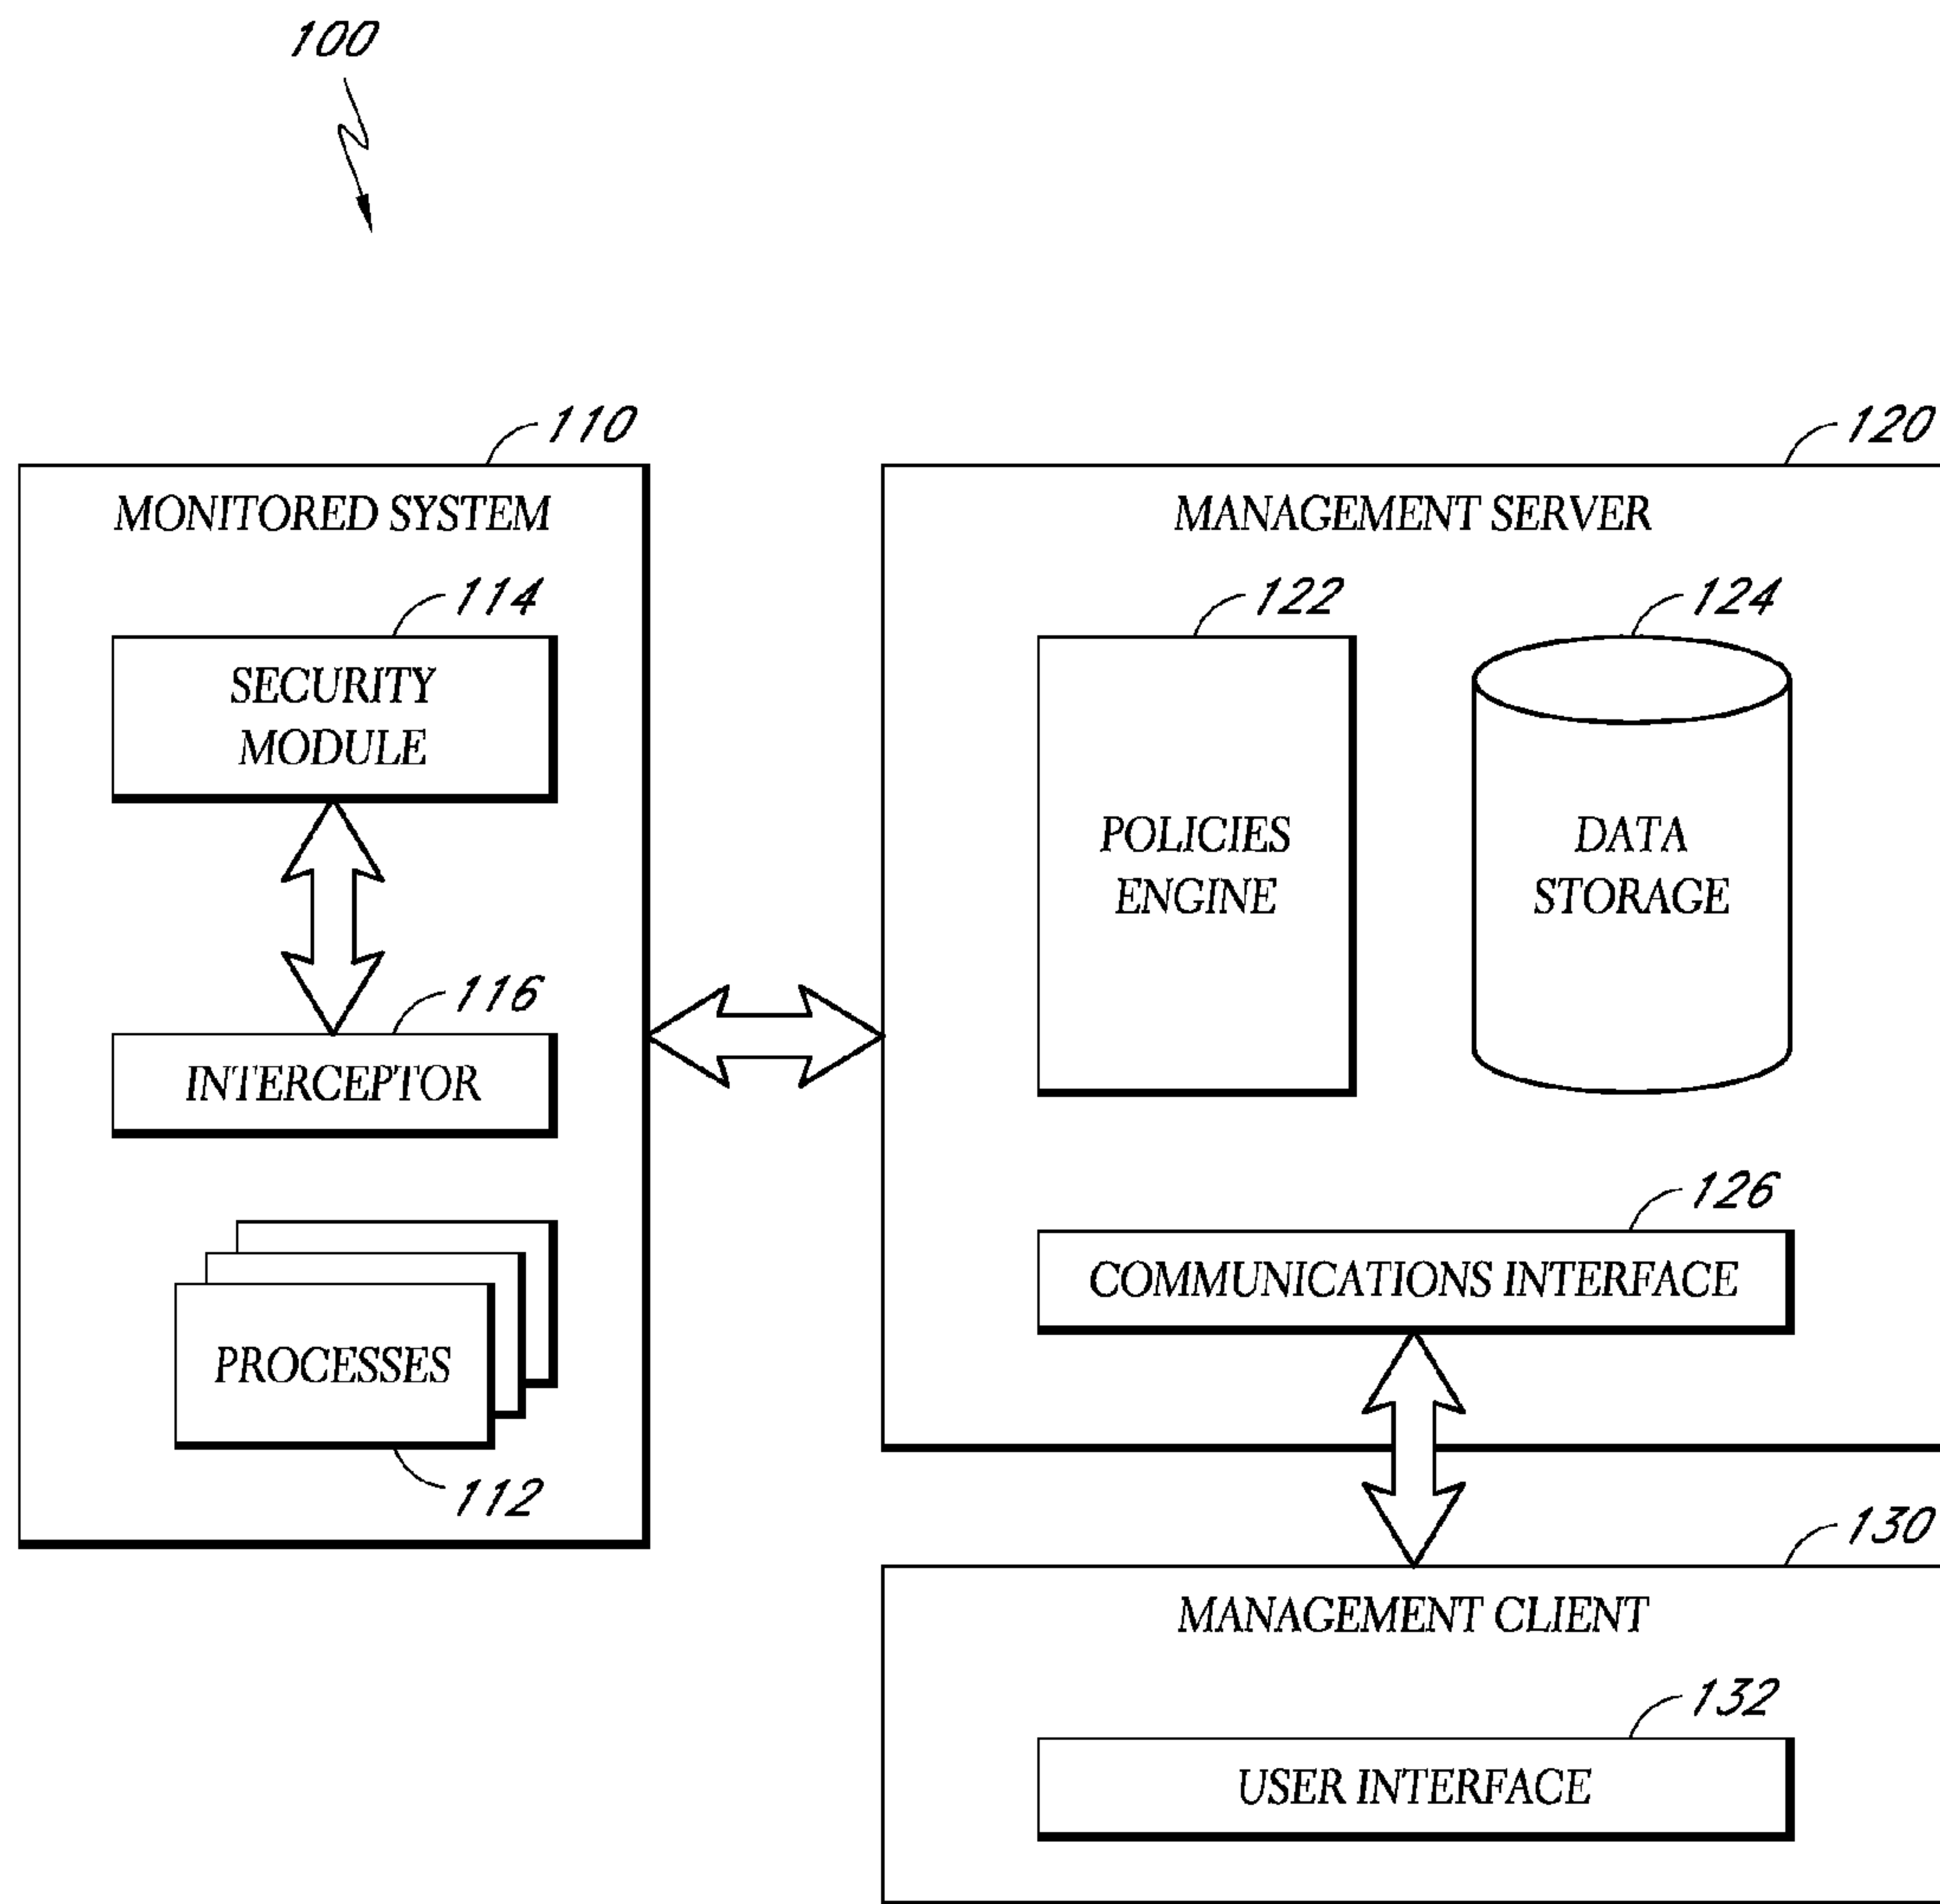 100
110
MONITORED SYSTEM
114
SECURITY
MODULE
116
INTERCEPTOR
PROCESSES
112
120
MANAGEMENT SERVER
122
POLICIES
ENGINE
124
DATA
STORAGE
126
COMMUNICATIONS INTERFACE
130
MANAGEMENT CLIENT
132
USER INTERFACE